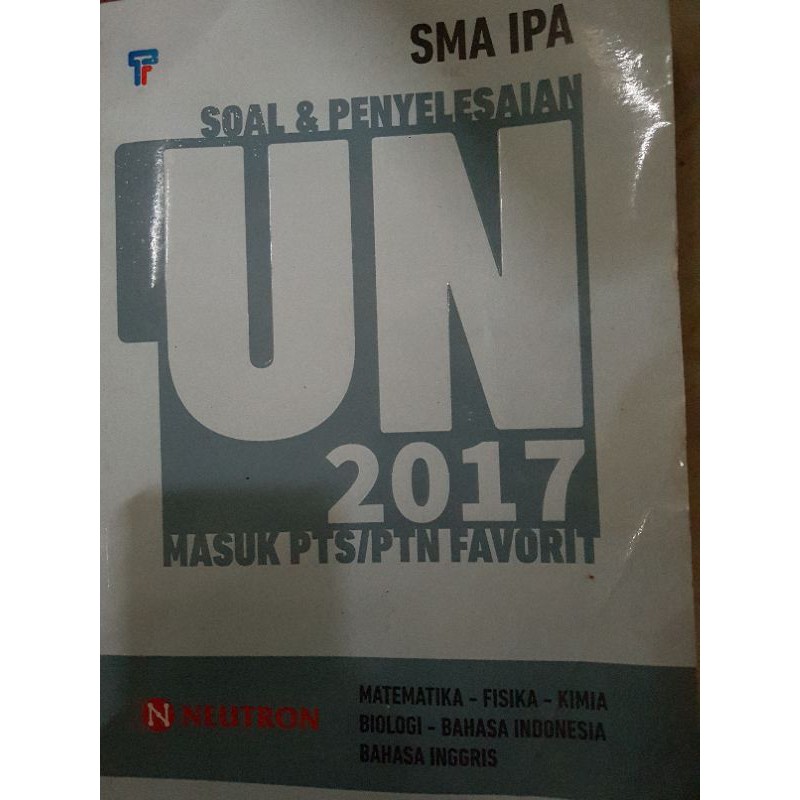 SMA IPA
SOAL & PENYELESAIAN
UN
2017
MASUK PTS/PTN FAVORIT
N NEUTRON
MATEMATIKA - FISIKA - KIMIA
BIOLOGI - BAHASA INDONESIA
BAHASA INGGRIS